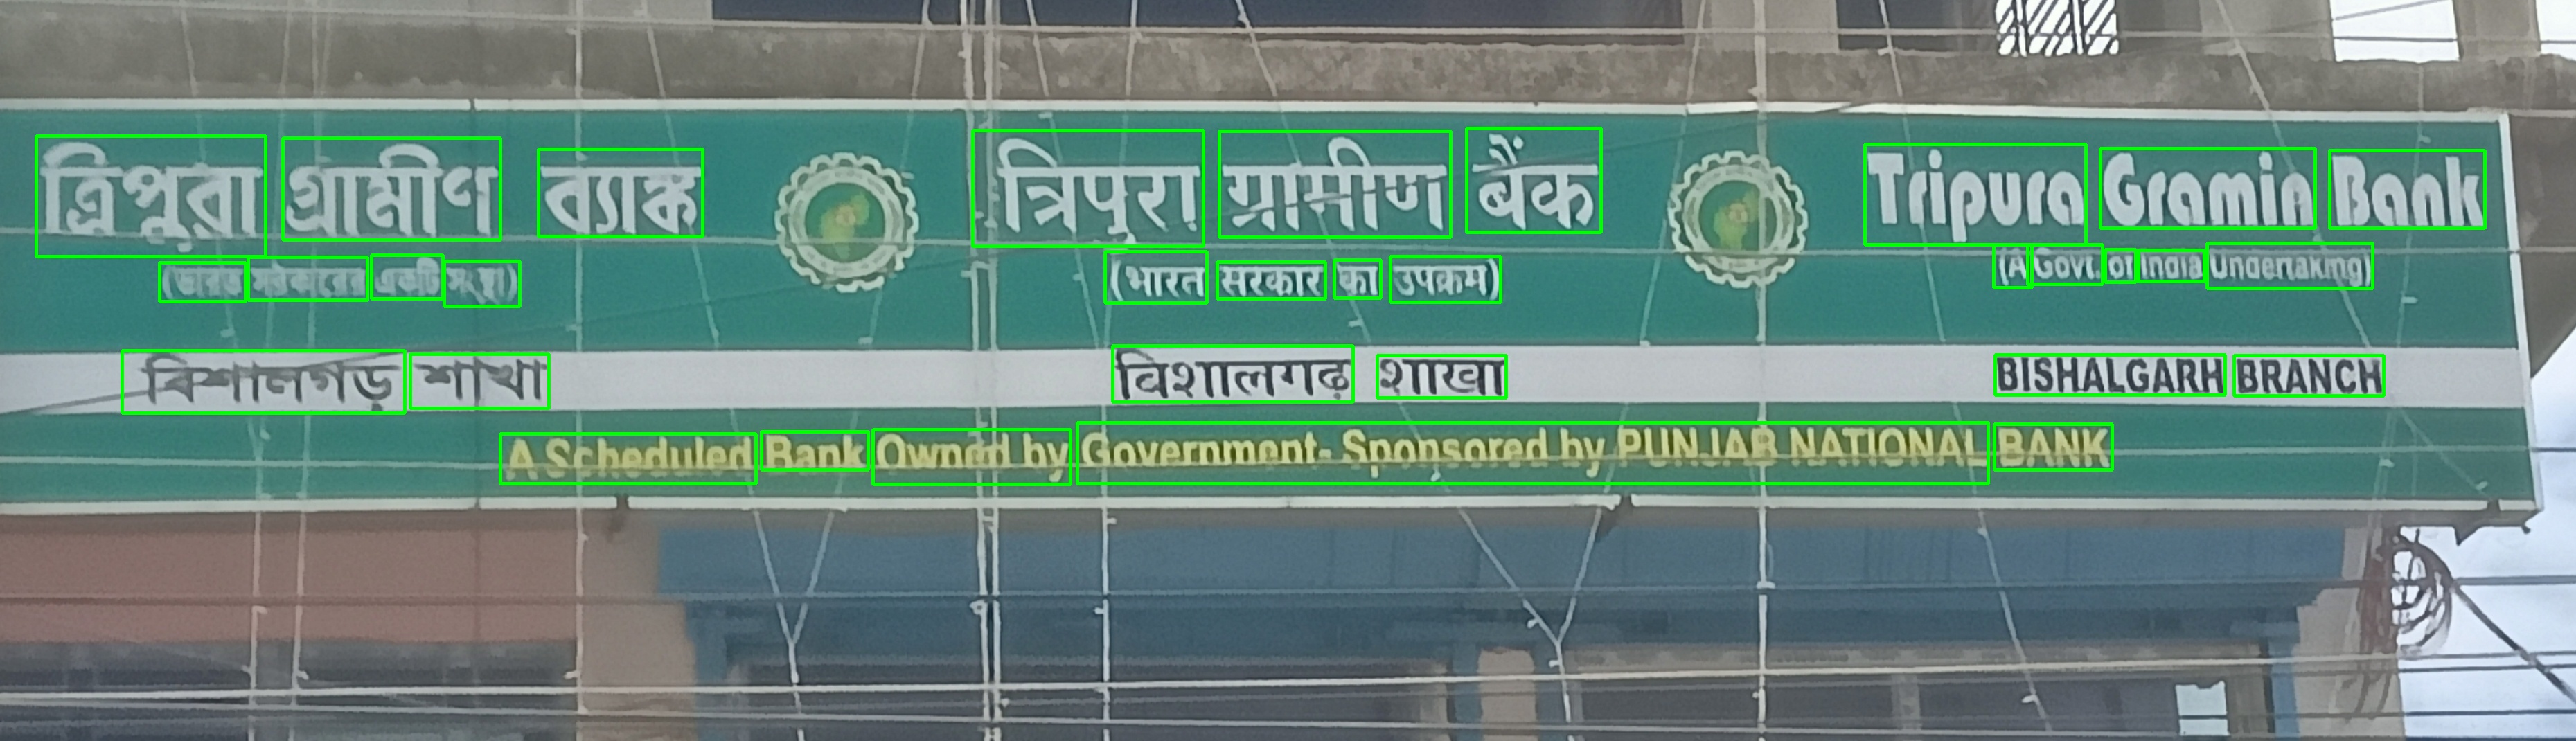 ত্রিপুরা গ্রামীণ ব্যাঙ্ক त्रिपुरा ग्रामीण बैंक Tripura Gramin Bank
(ভারত সরকারের একটি সংস্থা) (भारत सरकार का उपक्रम) (A Govt. of India Undertaking)
বিশালগড় শাখা विशालगढ़ शाखा BISHALGARH BRANCH
A Scheduled Bank Owned by Government- Sponsored by PUNJAB NATIONAL BANK